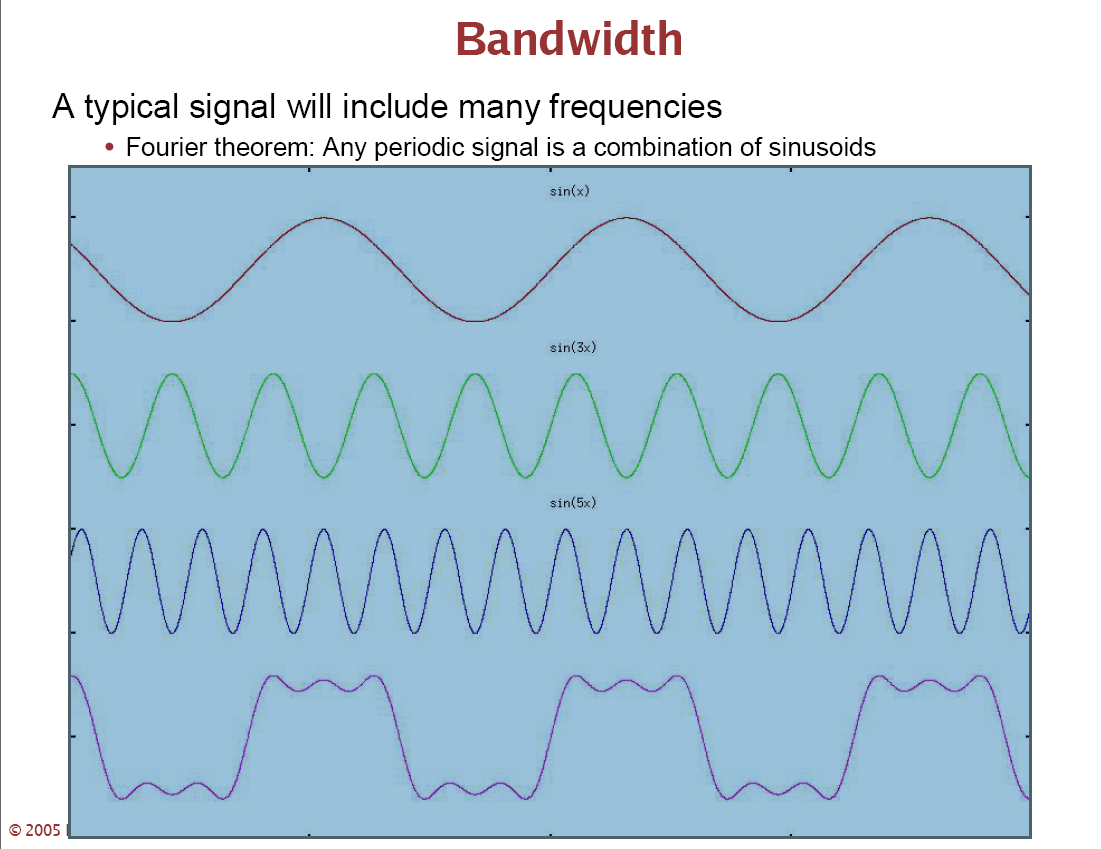 Bandwidth
A typical signal will include many frequencies
• Fourier theorem: Any periodic signal is a combination of sinusoids
sin(x)
sin(3x)
sin(5x)
© 2005